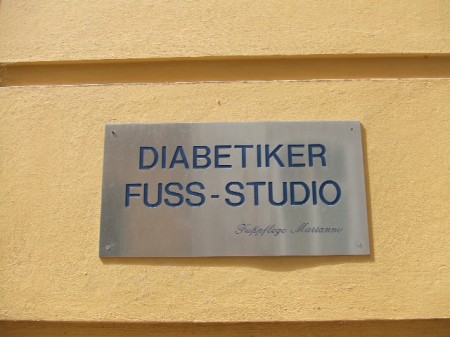 DIABETIKER
FUSS-STUDIO
Fußpflege Marianne